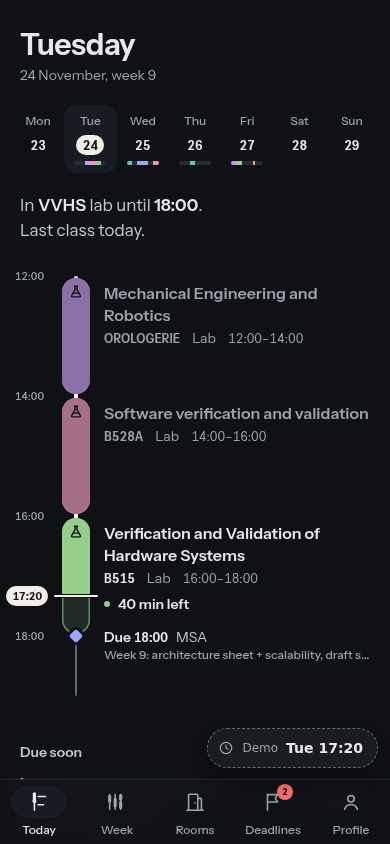 Tuesday
24 November, week 9
Mon Tue Wed Thu Fri Sat Sun
23 24 25 26 27 28 29
In VVHS lab until 18:00.
Last class today.
12:00
Mechanical Engineering and
Robotics
OROLOGERIE Lab 12:00–14:00
14:00
Software verification and validation
B528A Lab 14:00–16:00
16:00
Verification and Validation of
Hardware Systems
B515 Lab 16:00–18:00
17:20
40 min left
18:00
Due 18:00 MSA
Week 9: architecture sheet + scalability, draft s...
Due soon
Demo Tue 17:20
2
Today Week Rooms Deadlines Profile